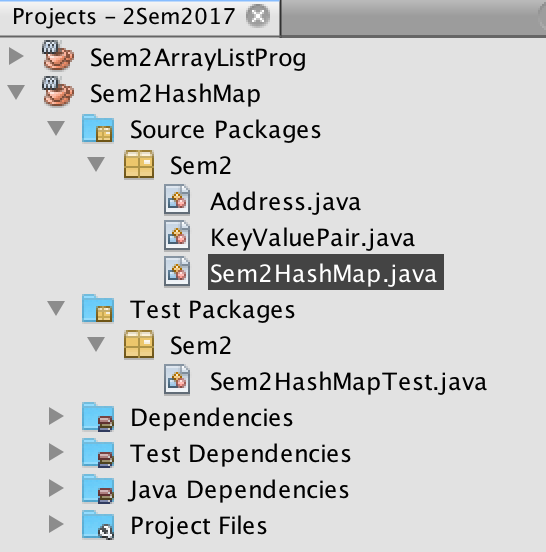 Projects – 2Sem2017
Sem2ArrayListProg
Sem2HashMap
Source Packages
Sem2
Address.java
KeyValuePair.java
Sem2HashMap.java
Test Packages
Sem2
Sem2HashMapTest.java
Dependencies
Test Dependencies
Java Dependencies
Project Files